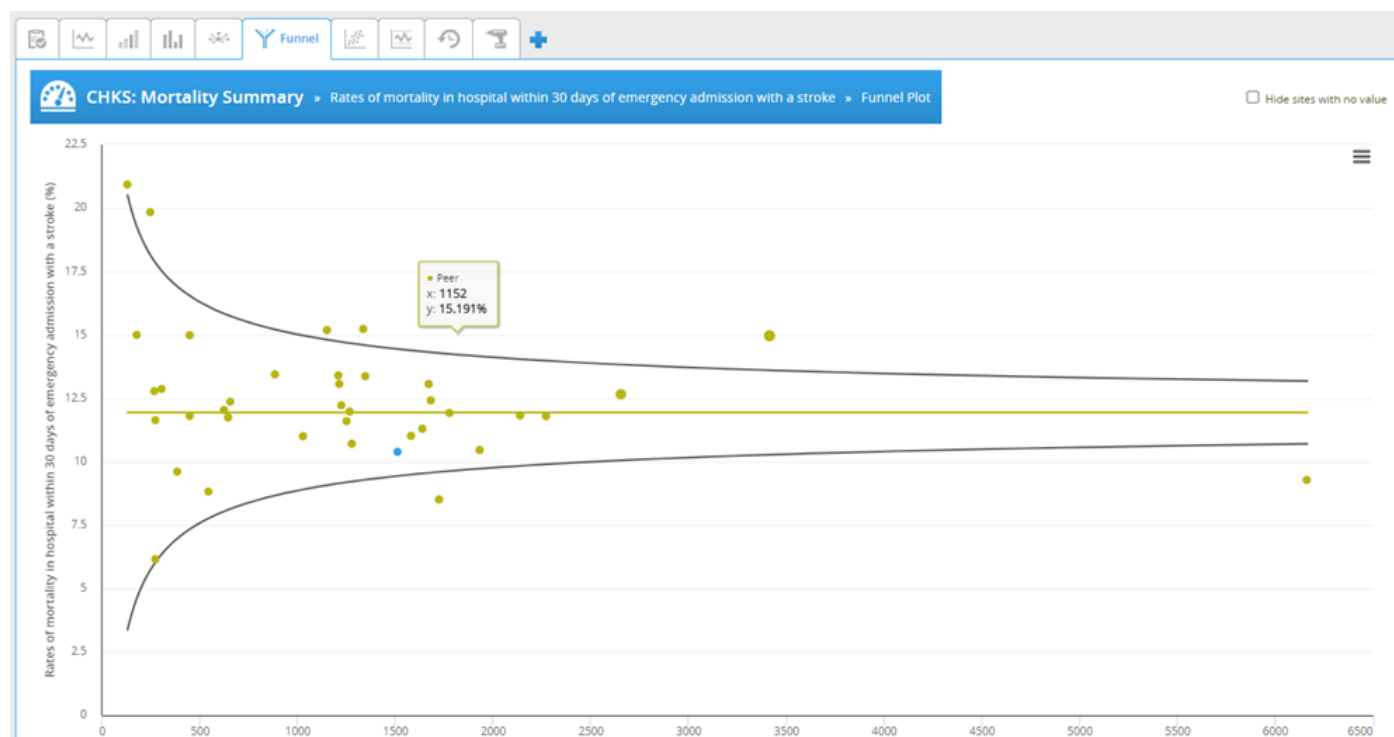 Funnel
CHKS: Mortality Summary » Rates of mortality in hospital within 30 days of emergency admission with a stroke » Funnel Plot
Hide sites with no value
Rates of mortality in hospital within 30 days of emergency admission with a stroke (%)
22.5
20
17.5
15
12.5
10
7.5
5
2.5
0
Peer
x: 1152
y: 15.191%
0 500 1000 1500 2000 2500 3000 3500 4000 4500 5000 5500 6000 6500